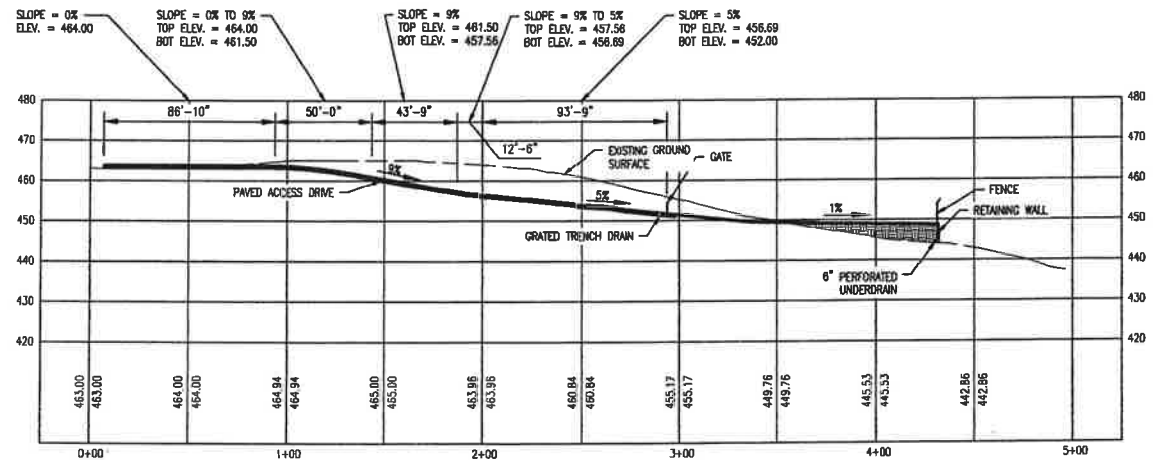 SLOPE = 0%
ELEV. = 464.00
SLOPE = 0% TO 9%
TOP ELEV. = 464.00
BOT ELEV. = 461.50
SLOPE = 9%
TOP ELEV. = 461.50
BOT ELEV. = 457.56
SLOPE = 9% TO 5%
TOP ELEV. = 457.56
BOT ELEV. = 456.69
SLOPE = 5%
TOP ELEV. = 456.69
BOT ELEV. = 452.00
480
480
86'-10"
50'-0"
43'-9"
93'-9"
470
470
12'-6"
EXISTING GROUND
SURFACE
GATE
460
460
9%
PAVED ACCESS DRIVE
5%
FENCE
RETAINING WALL
1%
450
450
GRATED TRENCH DRAIN
6" PERFORATED
UNDERDRAIN
440
440
430
430
420
420
463.00
463.00
464.00
464.00
464.94
464.94
465.00
465.00
463.96
463.96
460.84
460.84
455.17
455.17
449.76
449.76
445.53
445.53
442.86
442.86
0+00
1+00
2+00
3+00
4+00
5+00